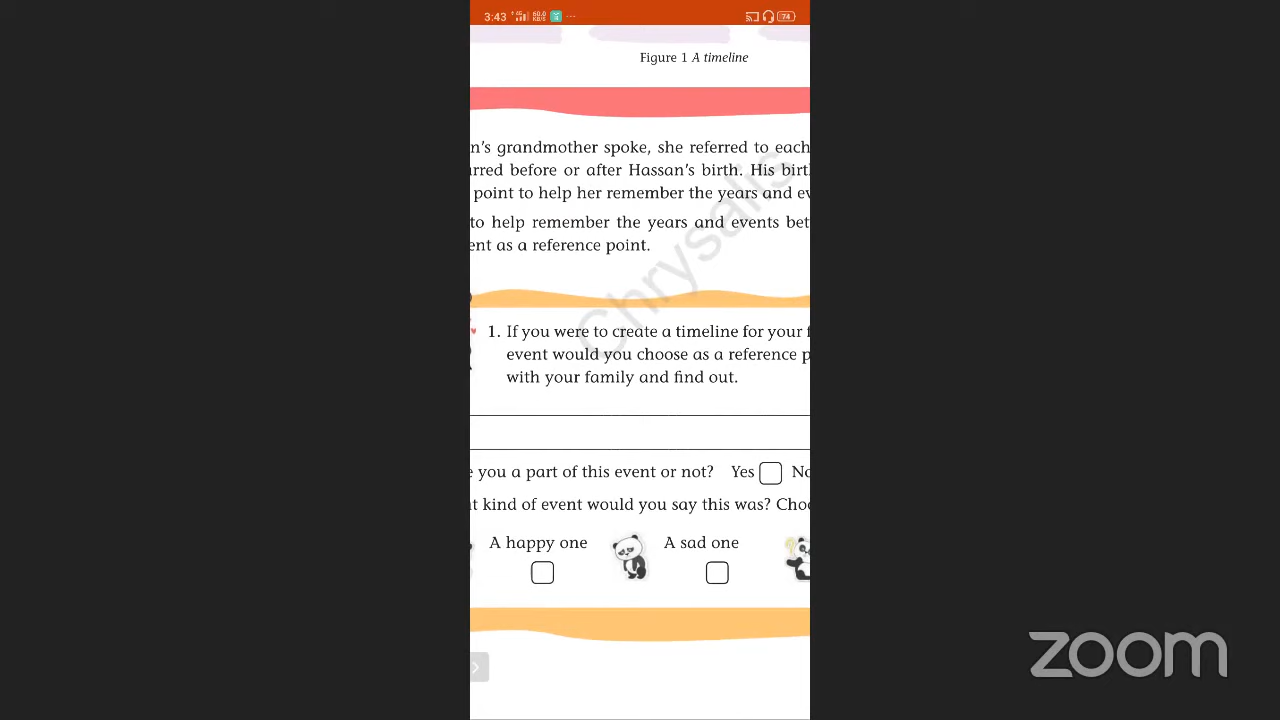 3:43
74
Figure 1 A timeline
n's grandmother spoke, she referred to each
rred before or after Hassan's birth. His birt
point to help her remember the years and ev
to help remember the years and events bet
ent as a reference point.
Chrysalis
1. If you were to create a timeline for your f
event would you choose as a reference p
with your family and find out.
e you a part of this event or not? Yes No
t kind of event would you say this was? Choo
A happy one A sad one
zoom